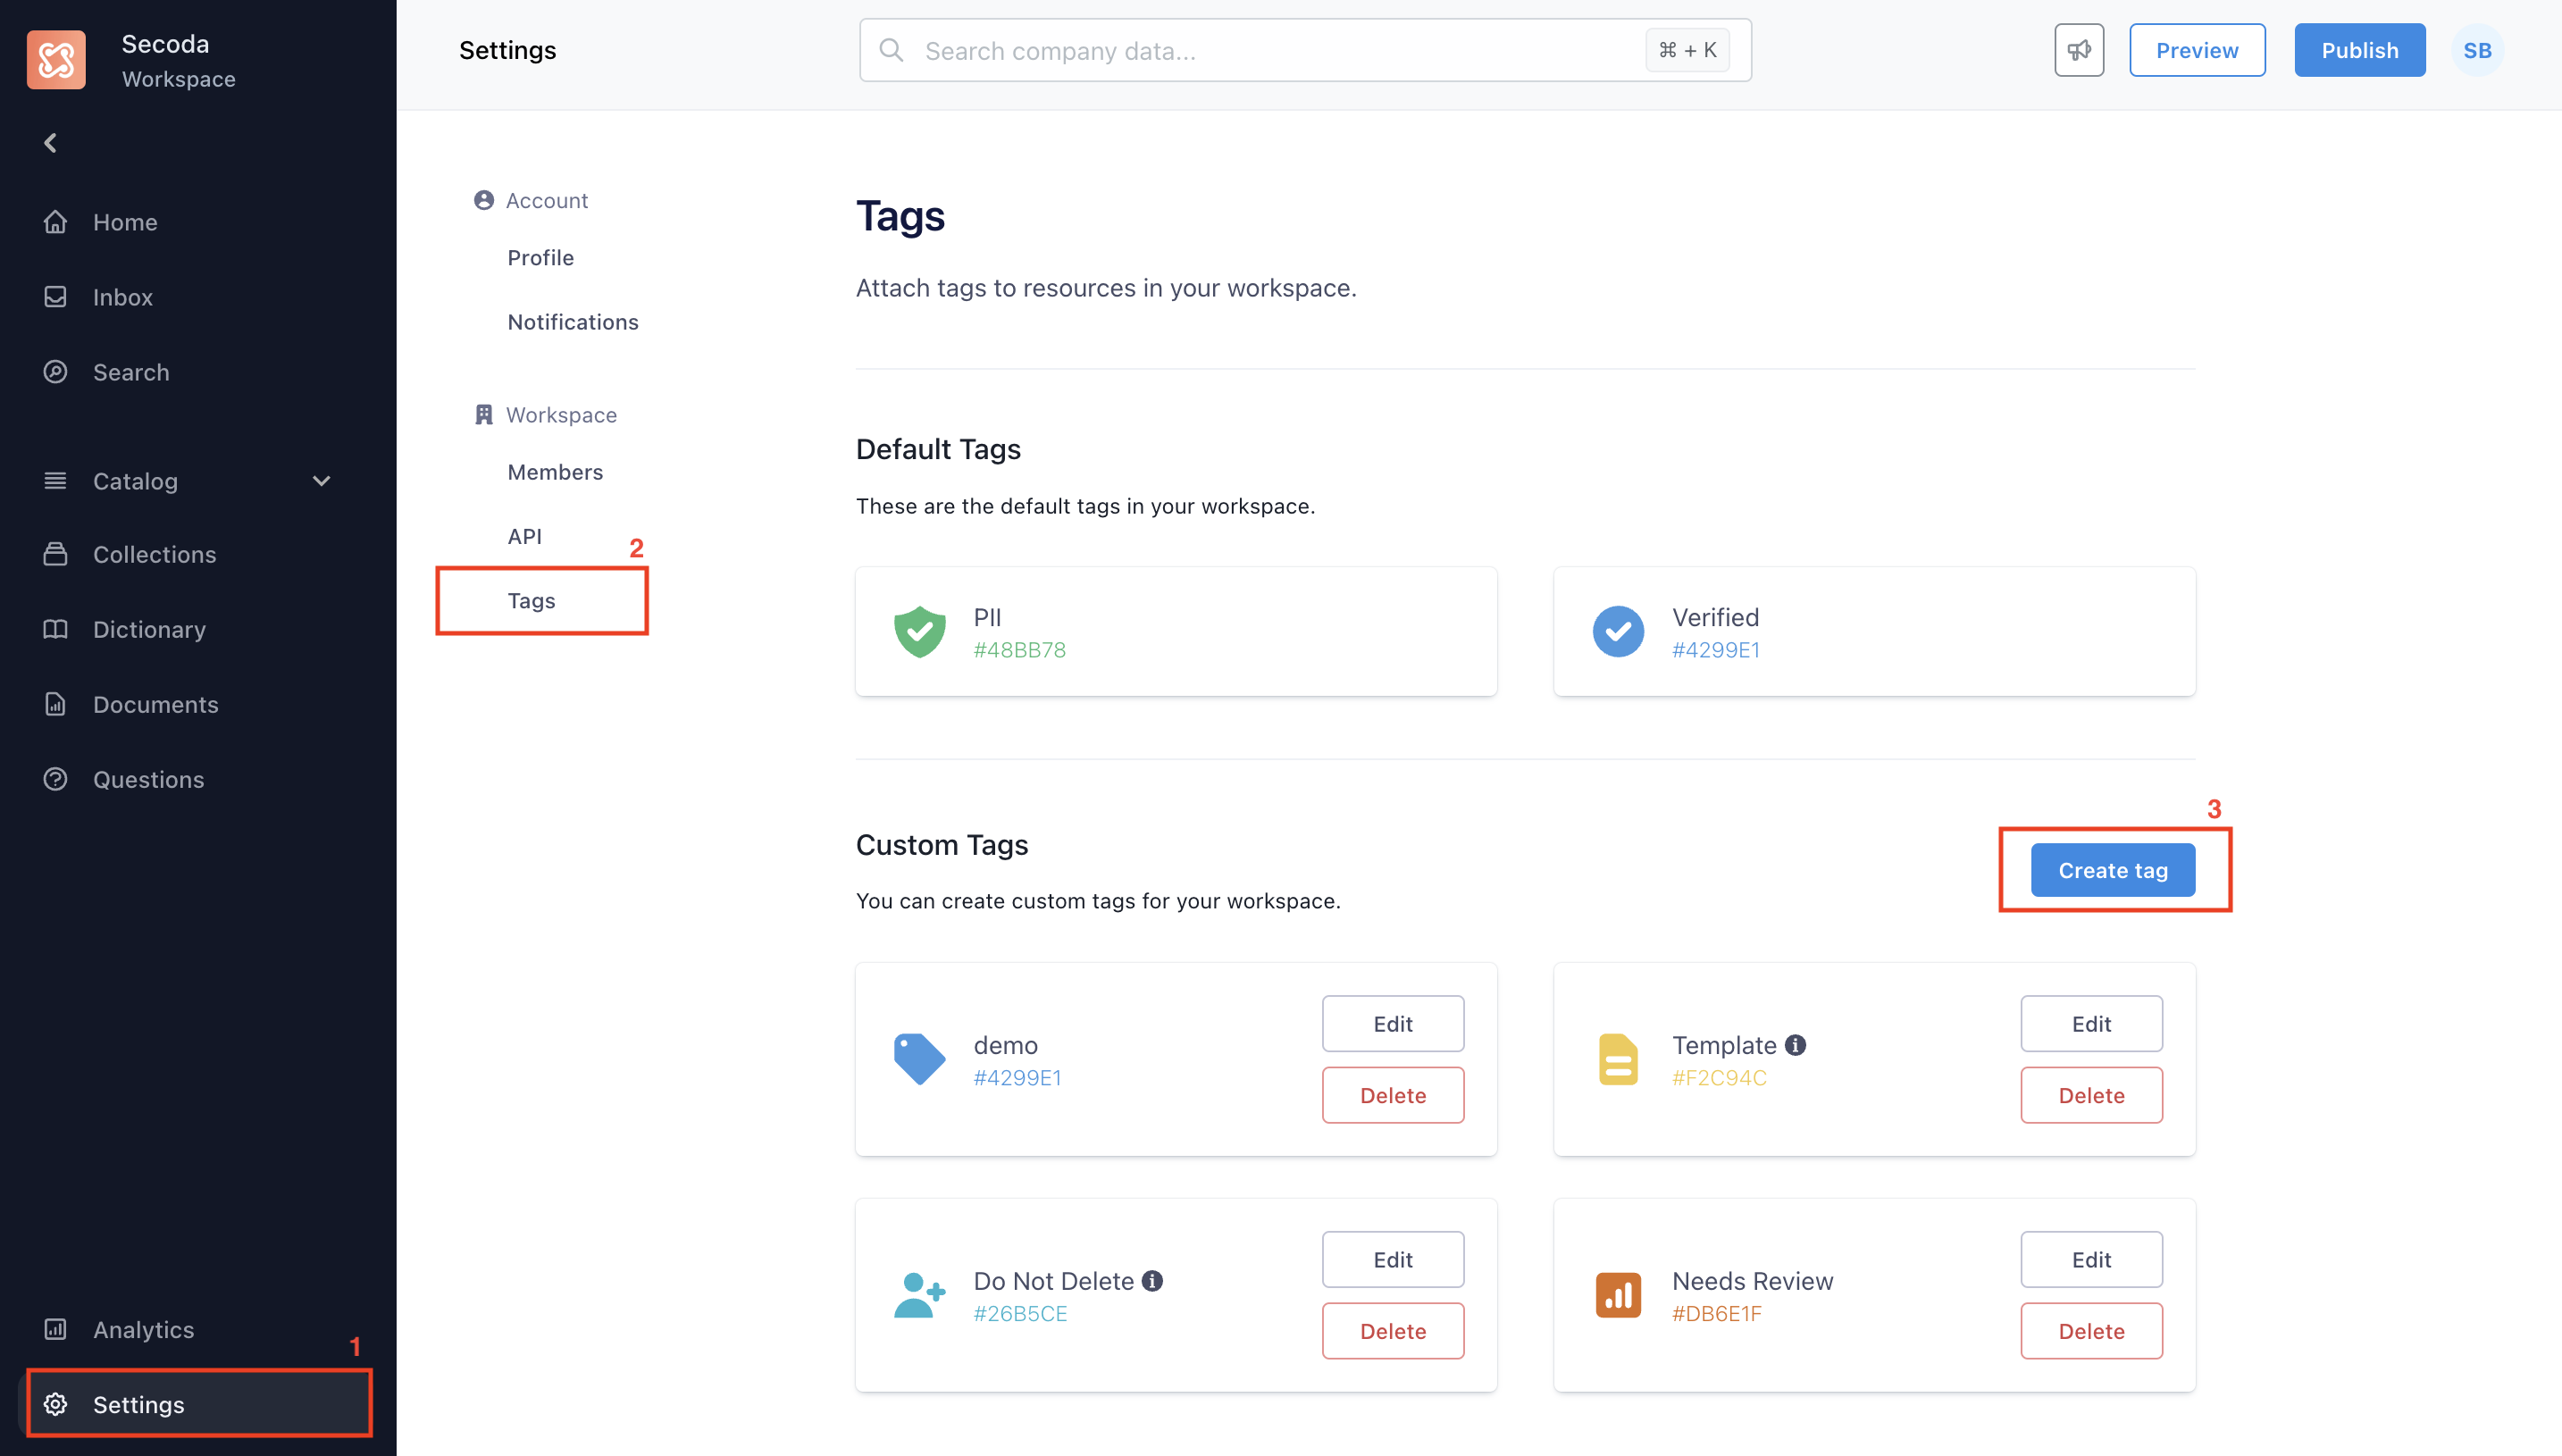 Secoda
Workspace
Home
Inbox
Search
Catalog
Collections
Dictionary
Documents
Questions
Analytics
1
Settings
Settings
Search company data...
⌘ + K
Preview
Publish
SB
Account
Profile
Notifications
Workspace
Members
API
2
Tags
Tags
Attach tags to resources in your workspace.
Default Tags
These are the default tags in your workspace.
PII
#48BB78
Verified
#4299E1
Custom Tags
You can create custom tags for your workspace.
3
Create tag
demo
#4299E1
Edit
Delete
Template
#F2C94C
Edit
Delete
Do Not Delete
#26B5CE
Edit
Delete
Needs Review
#DB6E1F
Edit
Delete